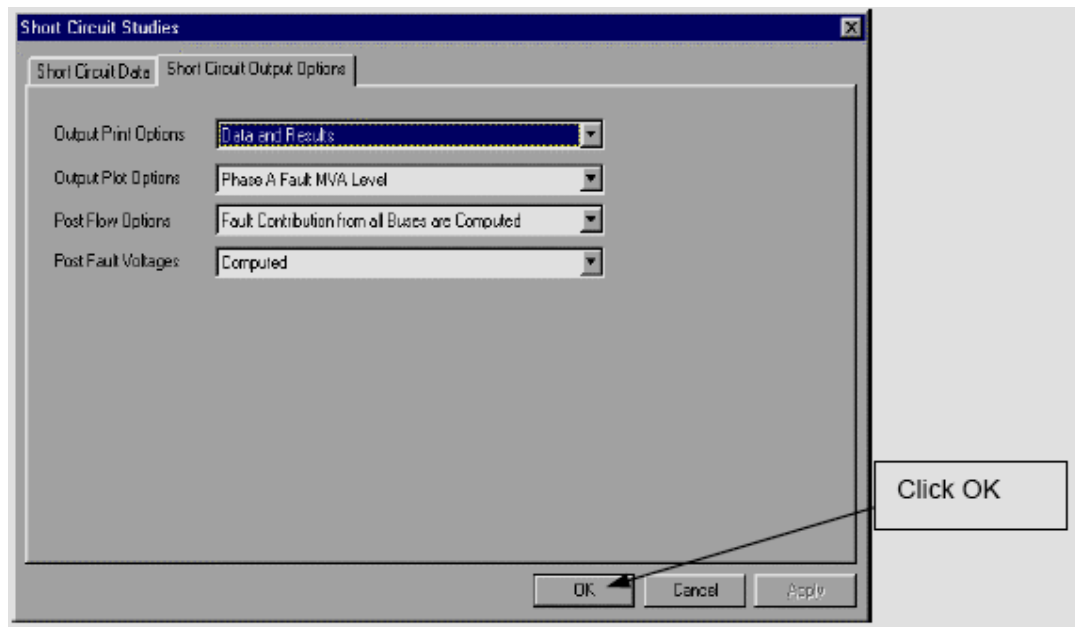 Short Circuit Studies
Short Circuit Data Short Circuit Output Options
Output Print Options Data and Results
Output Plot Options Phase A Fault MVA Level
Post Flow Options Fault Contribution from all Buses are Computed
Post Fault Voltages Computed
Click OK
OK Cancel Apply